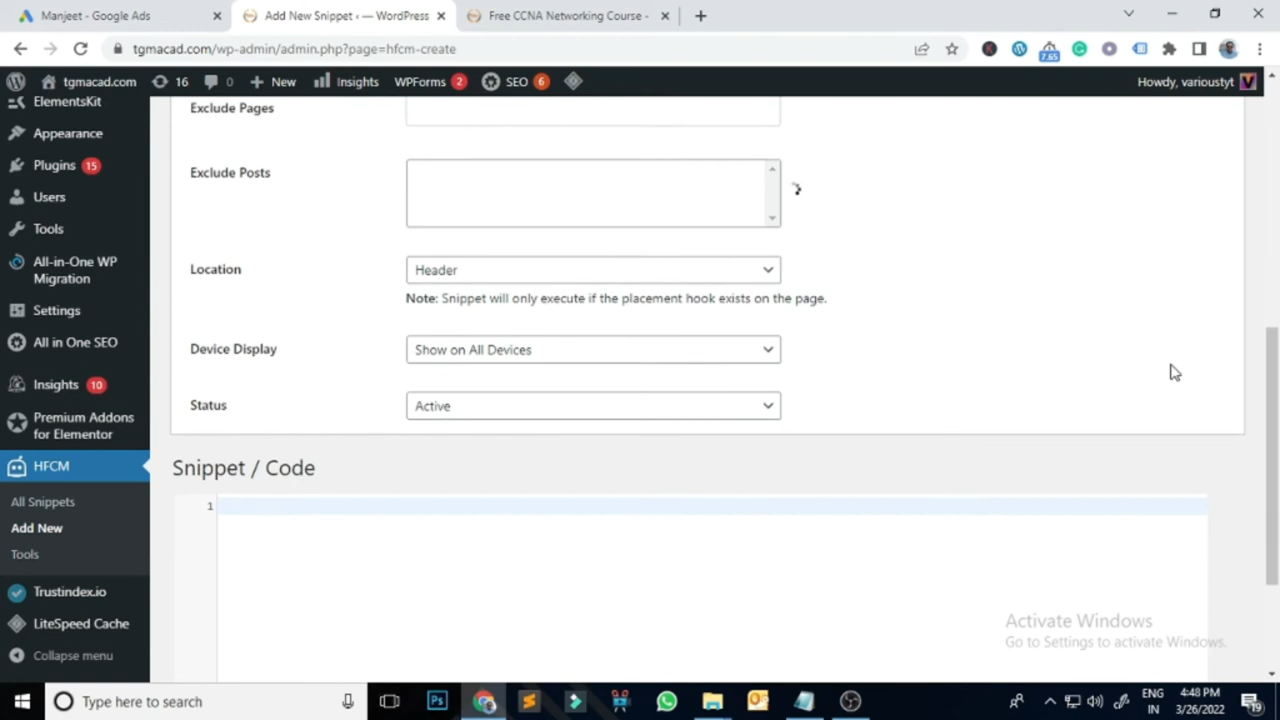 Manjeet - Google Ads
Add New Snippet ‹ — WordPress
Free CCNA Networking Course -
tgmacad.com/wp-admin/admin.php?page=hfcm-create
7.65
tgmacad.com
16
0
New
Insights
WPForms 2
SEO 6
Howdy, varioustyt
ElementsKit
Appearance
Plugins 15
Users
Tools
All-in-One WP
Migration
Settings
All in One SEO
Insights 10
Premium Addons
for Elementor
HFCM
All Snippets
Add New
Tools
Trustindex.io
LiteSpeed Cache
Collapse menu
Exclude Pages
Exclude Posts
Location
Header
Note: Snippet will only execute if the placement hook exists on the page.
Device Display
Show on All Devices
Status
Active
Snippet / Code
1
Activate Windows
Go to Settings to activate Windows.
Type here to search
Ps
ENG
IN
4:48 PM
3/26/2022
19